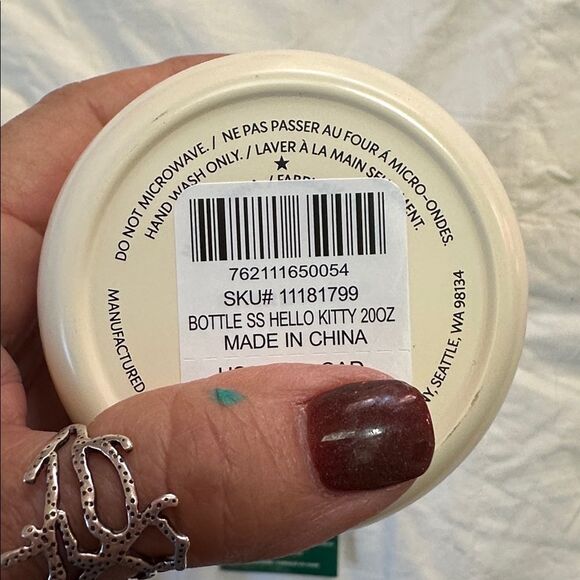 DO NOT MICROWAVE. / NE PAS PASSER AU FOUR Á MICRO-ONDES.
HAND WASH ONLY. / LAVER À LA MAIN SEULEMENT.
762111650054
SKU# 11181799
BOTTLE SS HELLO KITTY 20OZ
MADE IN CHINA
MANUFACTURED
SEATTLE, WA 98134